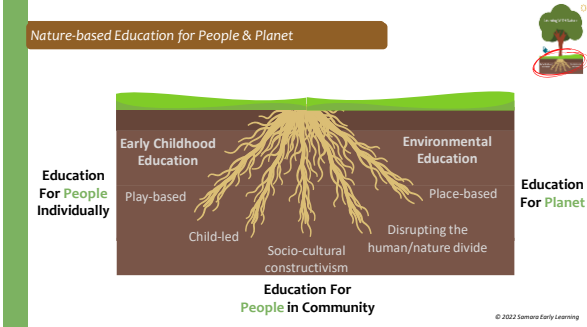 Nature-based Education for People & Planet
Early Childhood
Education
Environmental
Education
Education
For People
Individually
Play-based
Place-based
Education
For Planet
Child-led
Socio-cultural
constructivism
Disrupting the
human/nature divide
Education For
People in Community
© 2022 Samara Early Learning